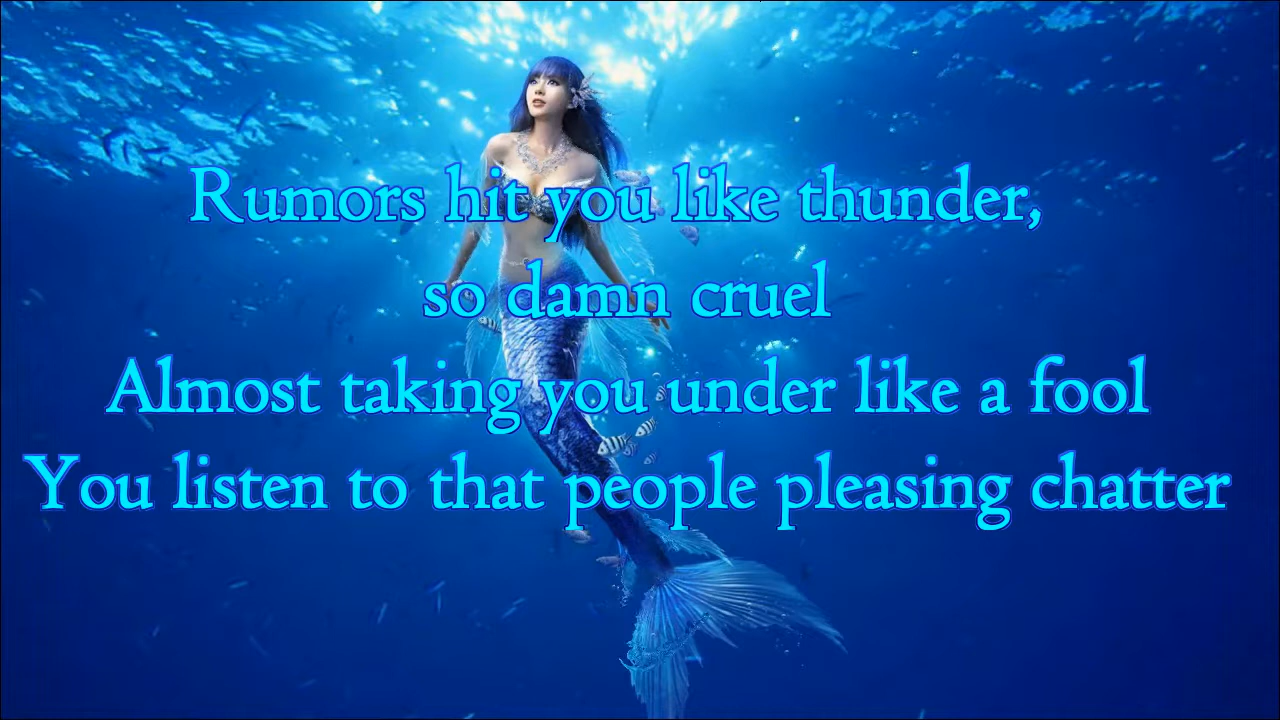 Rumors hit you like thunder,
so damn cruel
Almost taking you under like a fool
You listen to that people pleasing chatter